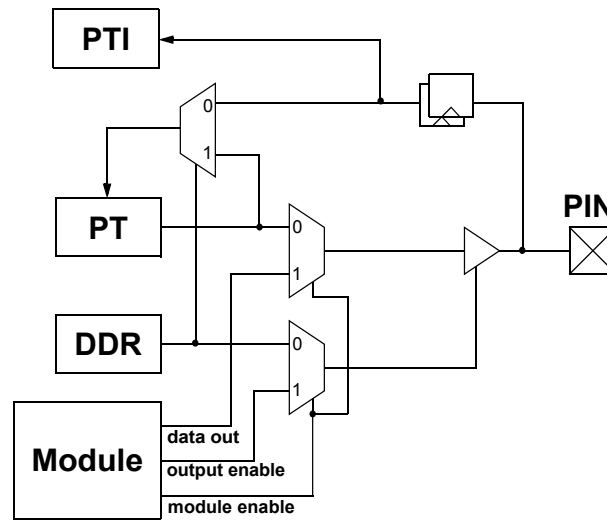 PTI
0
1
PT
PIN
0
1
DDR
0
1
Module
data out
output enable
module enable